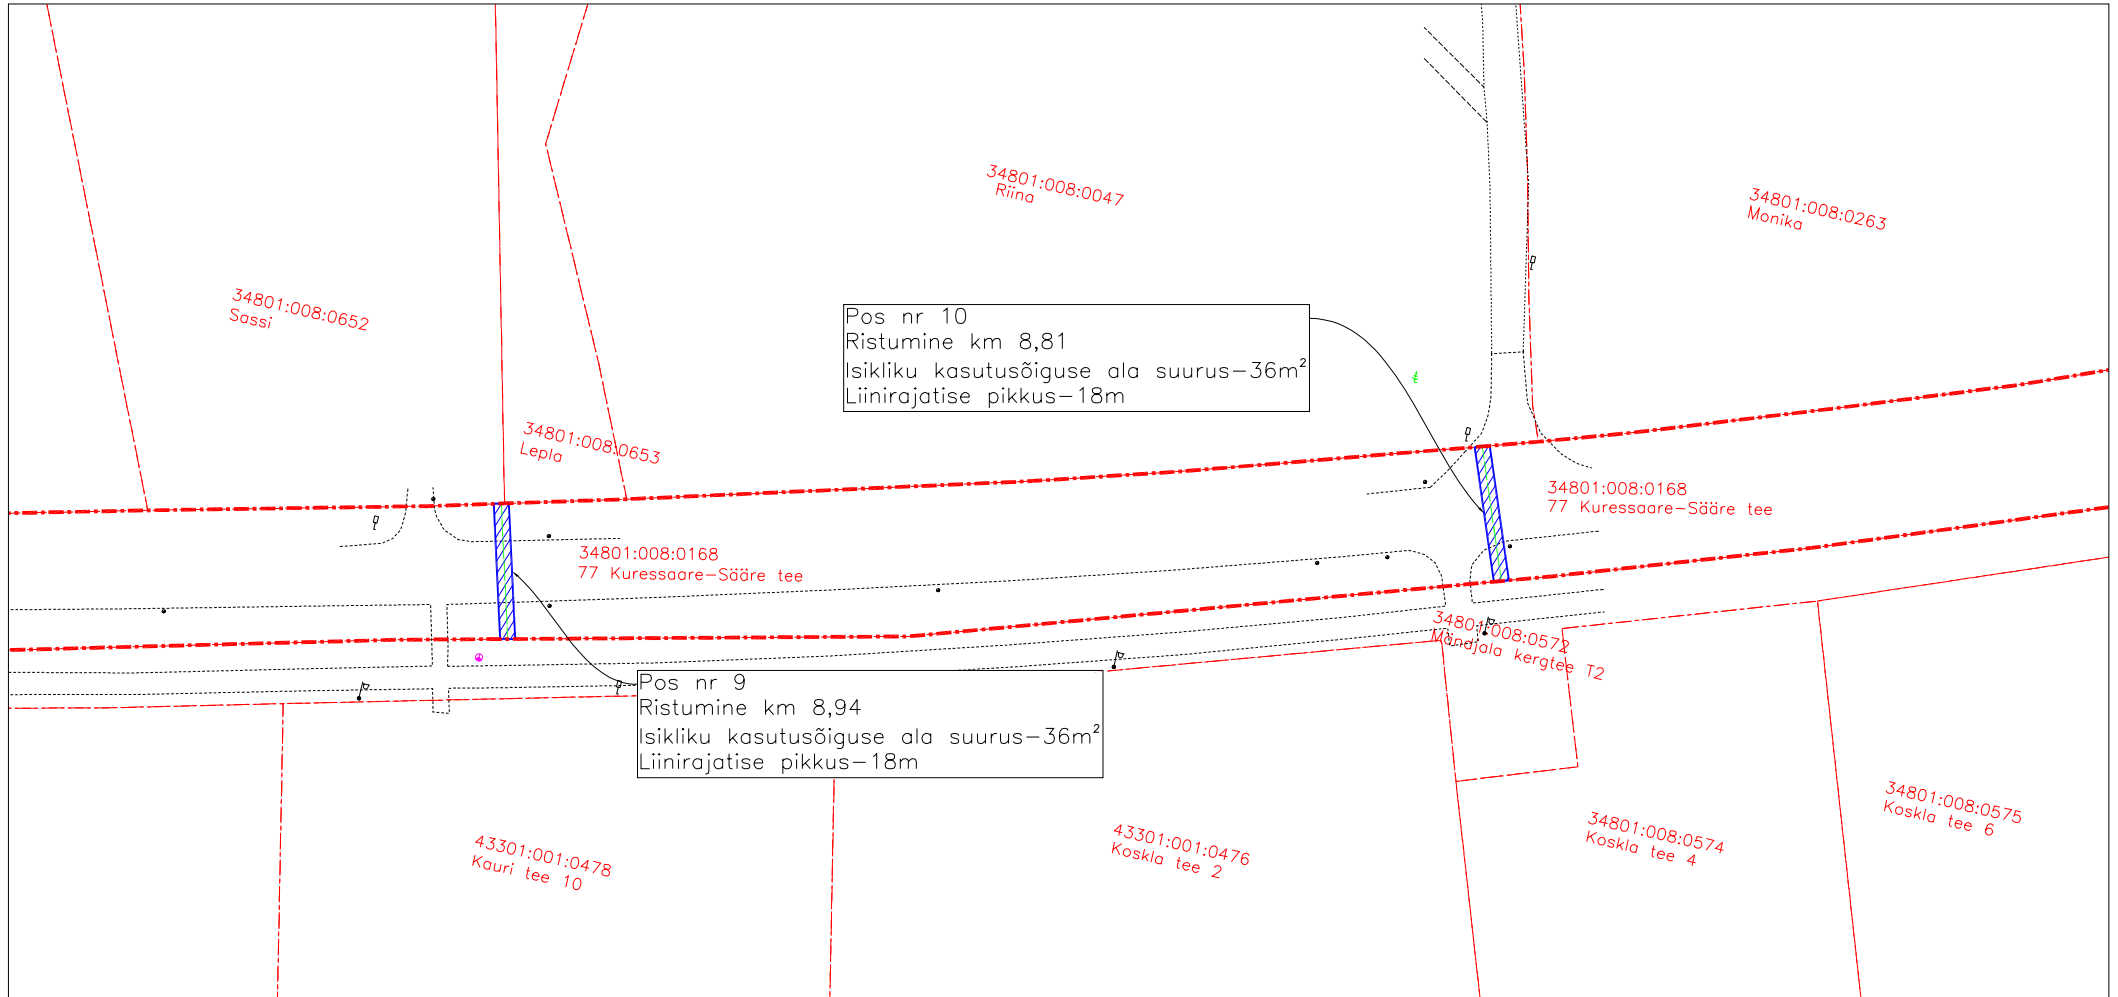 34801:008:0047
Riina
34801:008:0263
Monika
34801:008:0652
Sassi
Pos nr 10
Ristumine km 8,81
Isikliku kasutusõiguse ala suurus-36m²
Liinirajatise pikkus-18m
34801:008:0653
Lepla
34801:008:0168
77 Kuressaare-Sääre tee
34801:008:0168
77 Kuressaare-Sääre tee
34801:008:0572
Mändjala kergtee T2
Pos nr 9
Ristumine km 8,94
Isikliku kasutusõiguse ala suurus-36m²
Liinirajatise pikkus-18m
34801:008:0575
Koskla tee 6
34801:008:0574
Koskla tee 4
43301:001:0476
Koskla tee 2
43301:001:0478
Kauri tee 10